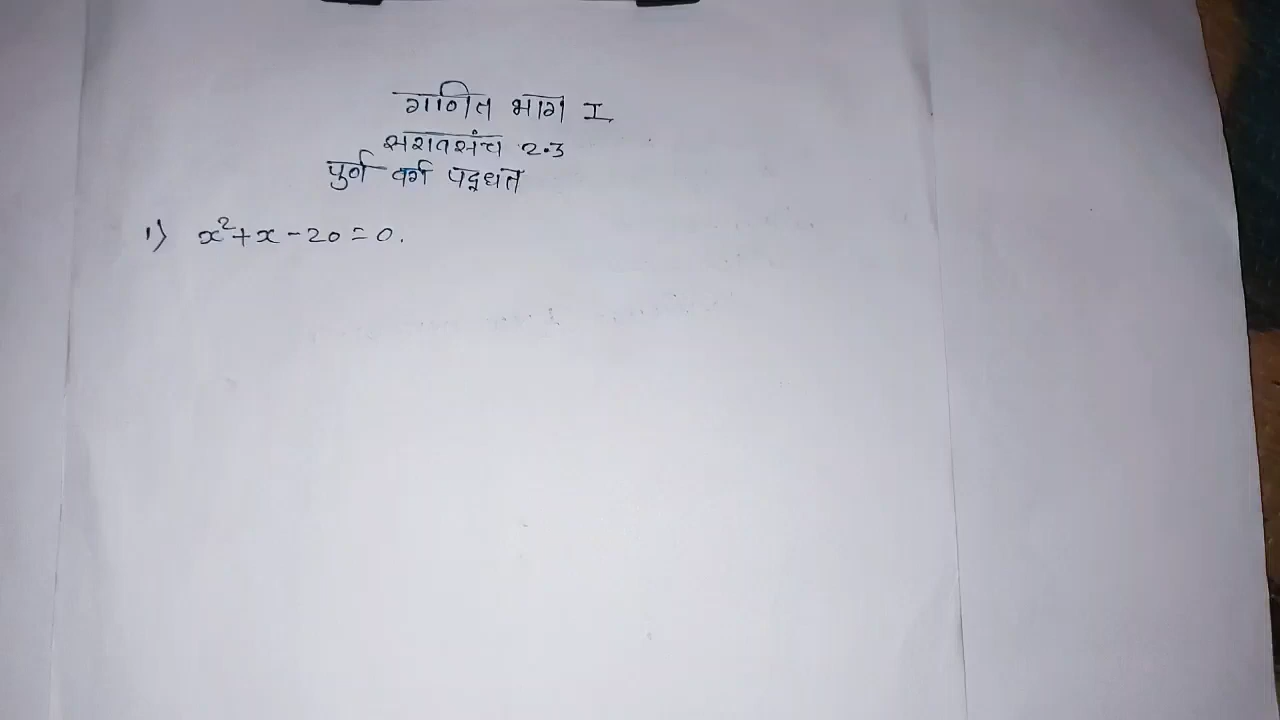 गणित भाग I
सरावसंच 2.3
पुर्ण वर्ग पद्धत
1) x²+x-20=0.